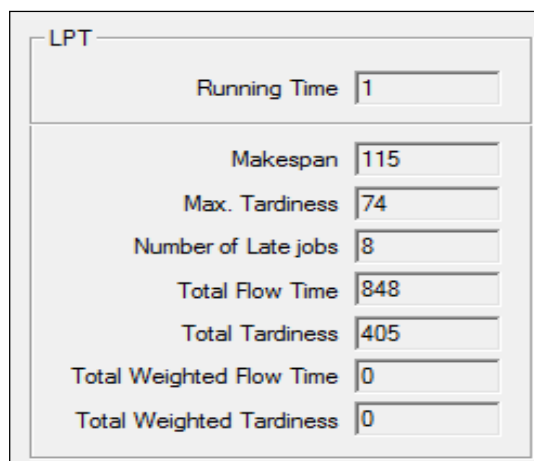 LPT
Running Time 1
Makespan 115
Max. Tardiness 74
Number of Late jobs 8
Total Flow Time 848
Total Tardiness 405
Total Weighted Flow Time 0
Total Weighted Tardiness 0